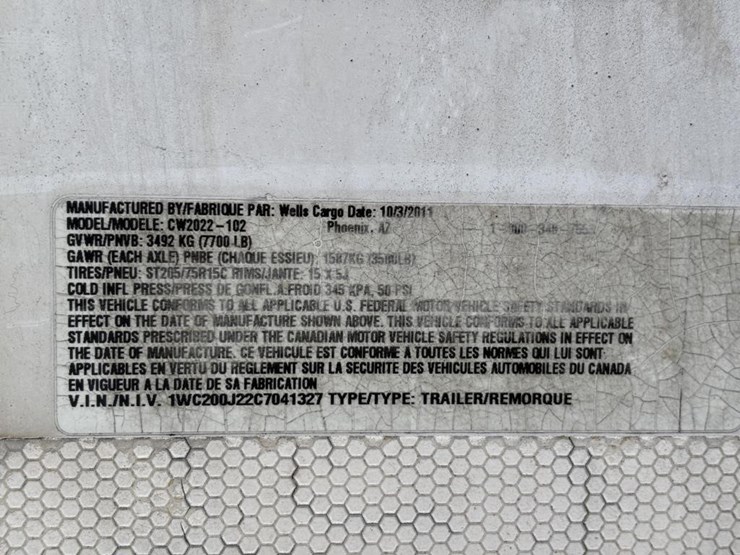 MANUFACTURED BY/FABRIQUE PAR: Wells Cargo Date: 10/3/2011
MODEL/MODELE: CW2022-102 Phoenix, AZ
GVWR/PNVB: 3492 KG (7700 LB)
GAWR (EACH AXLE) PNBE (CHAQUE ESSIEU): 1587KG (3500LB)
TIRES/PNEU: ST205/75R15C RIMS/JANTE: 15 X 5J
COLD INFL PRESS/PRESS DE GONFL.A.FROID 345 KPA, 50 PSI
THIS VEHICLE CONFORMS TO ALL APPLICABLE U.S. FEDERAL MOTOR VEHICLE SAFETY STANDARDS IN
EFFECT ON THE DATE OF MANUFACTURE SHOWN ABOVE. THIS VEHICLE CONFORMS TO ALL APPLICABLE
STANDARDS PRESCRIBED UNDER THE CANADIAN MOTOR VEHICLE SAFETY REGULATIONS IN EFFECT ON
THE DATE OF MANUFACTURE. CE VEHICULE EST CONFORME A TOUTES LES NORMES QUI LUI SONT
APPLICABLES EN VERTU DU REGLEMENT SUR LA SECURITE DES VEHICULES AUTOMOBILES DU CANADA
EN VIGUEUR A LA DATE DE SA FABRICATION
V.I.N./N.I.V. 1WC200J22C7041327 TYPE/TYPE: TRAILER/REMORQUE